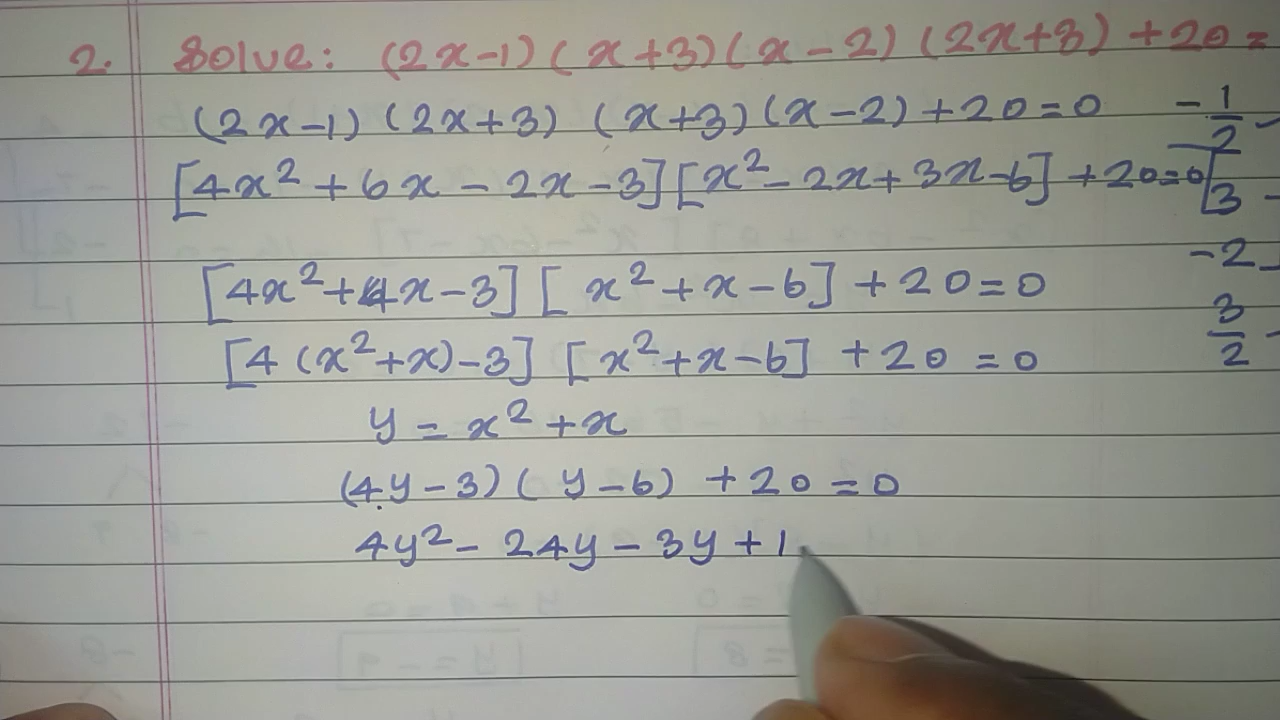 2. Solve: (2x-1)(x+3)(x-2)(2x+3)+20=
(2x-1)(2x+3)(x+3)(x-2)+20=0
[4x²+6x-2x-3][x²-2x+3x-6]+20=0
[4x²+4x-3][x²+x-6]+20=0
[4(x²+x)-3][x²+x-6]+20=0
y=x²+x
(4y-3)(y-6)+20=0
4y²-24y-3y+1
-1/2
3
-2
3/2